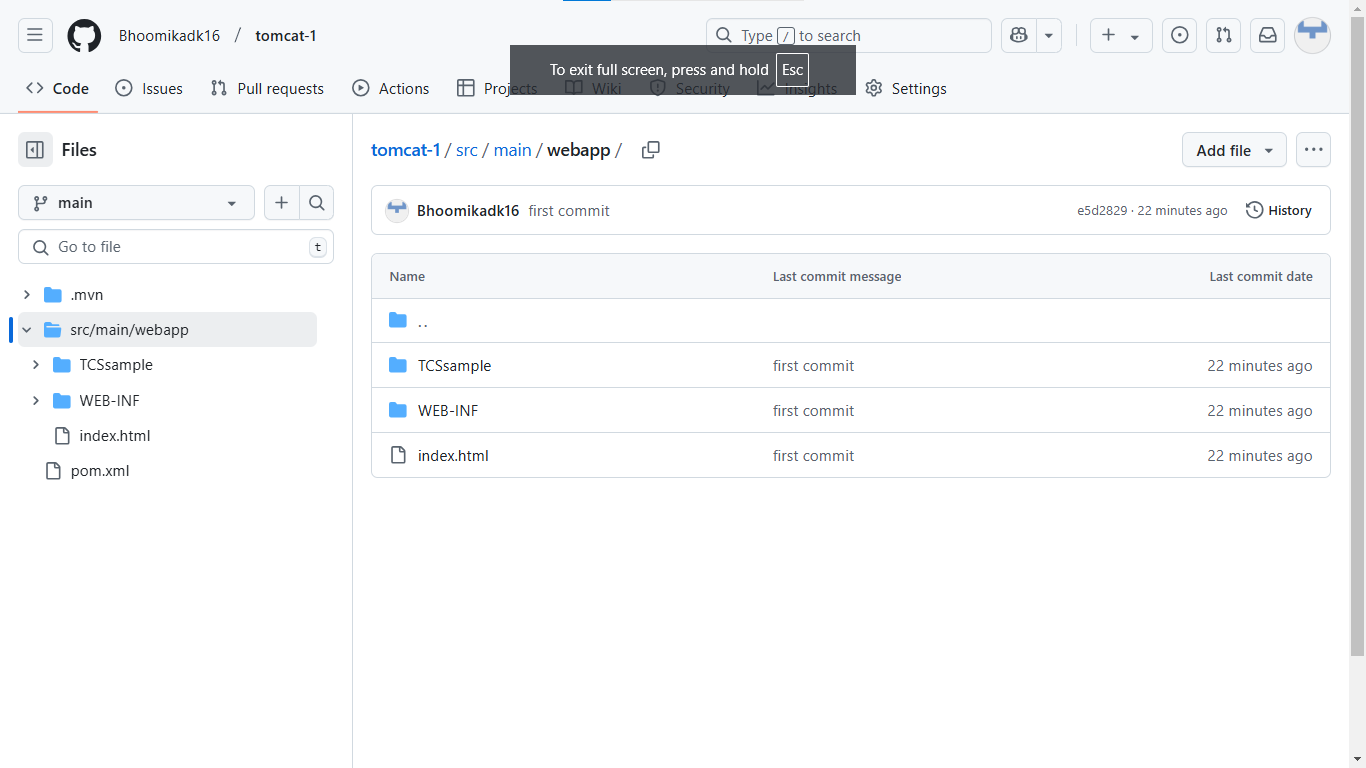 Bhoomikadk16 / tomcat-1
Type / to search
To exit full screen, press and hold Esc
Code Issues Pull requests Actions Projects Wiki Security Insights Settings
Files
tomcat-1 / src / main / webapp /
Add file
main
Bhoomikadk16 first commit
e5d2829 · 22 minutes ago History
Go to file t
Name Last commit message Last commit date
.mvn
..
src/main/webapp
TCSsample
TCSsample first commit 22 minutes ago
WEB-INF
WEB-INF first commit 22 minutes ago
index.html
index.html first commit 22 minutes ago
pom.xml